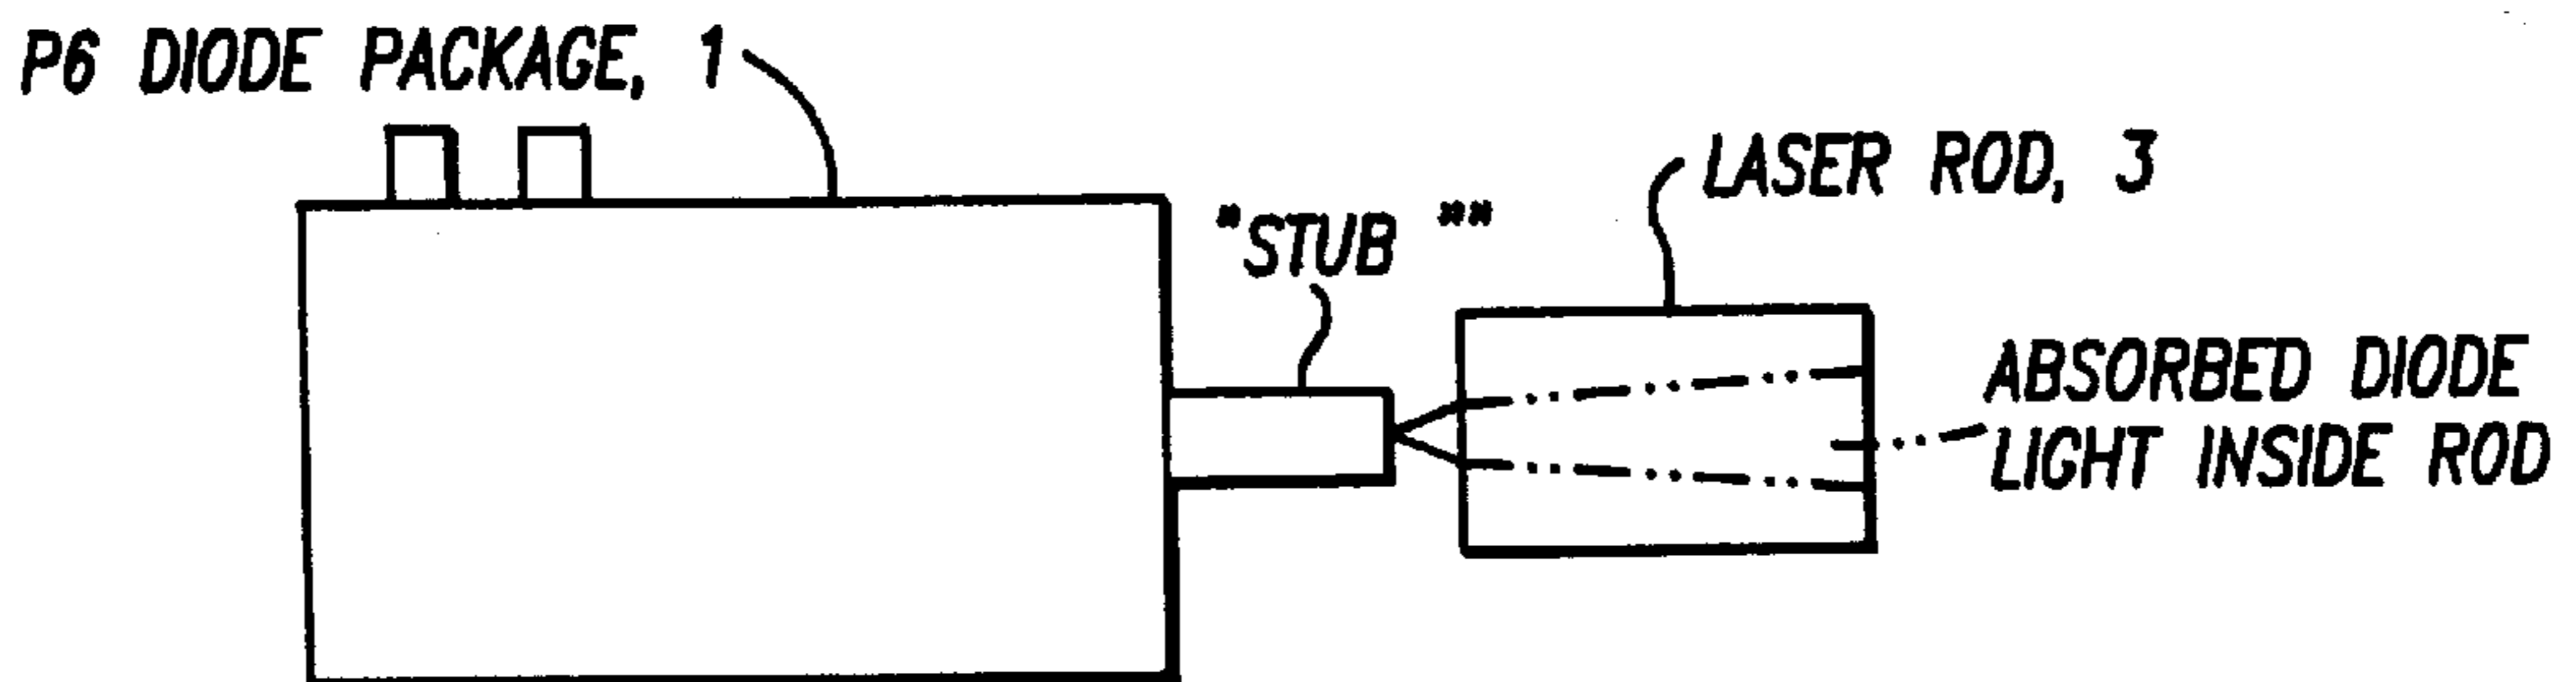 P6 DIODE PACKAGE, 1
LASER ROD, 3
"STUB ""
ABSORBED DIODE
LIGHT INSIDE ROD